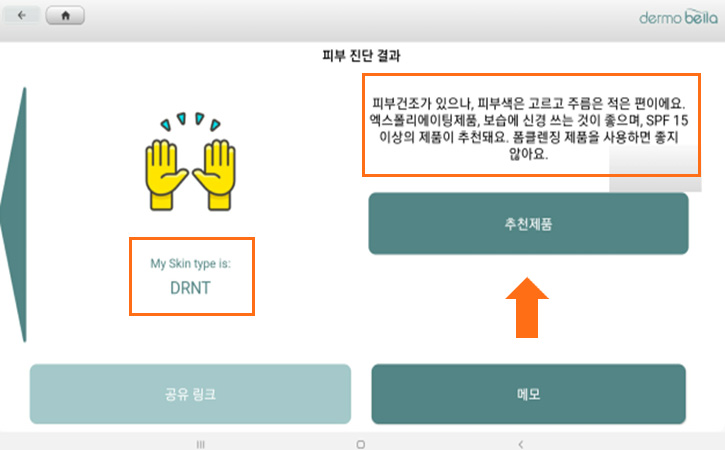 dermo bella
피부 진단 결과
피부건조가 있으나, 피부색은 고르고 주름은 적은 편이에요.
엑스폴리에이팅제품, 보습에 신경 쓰는 것이 좋으며, SPF 15
이상의 제품이 추천돼요. 폼클렌징 제품을 사용하면 좋지
않아요.
추천제품
My Skin type is:
DRNT
공유 링크
메모